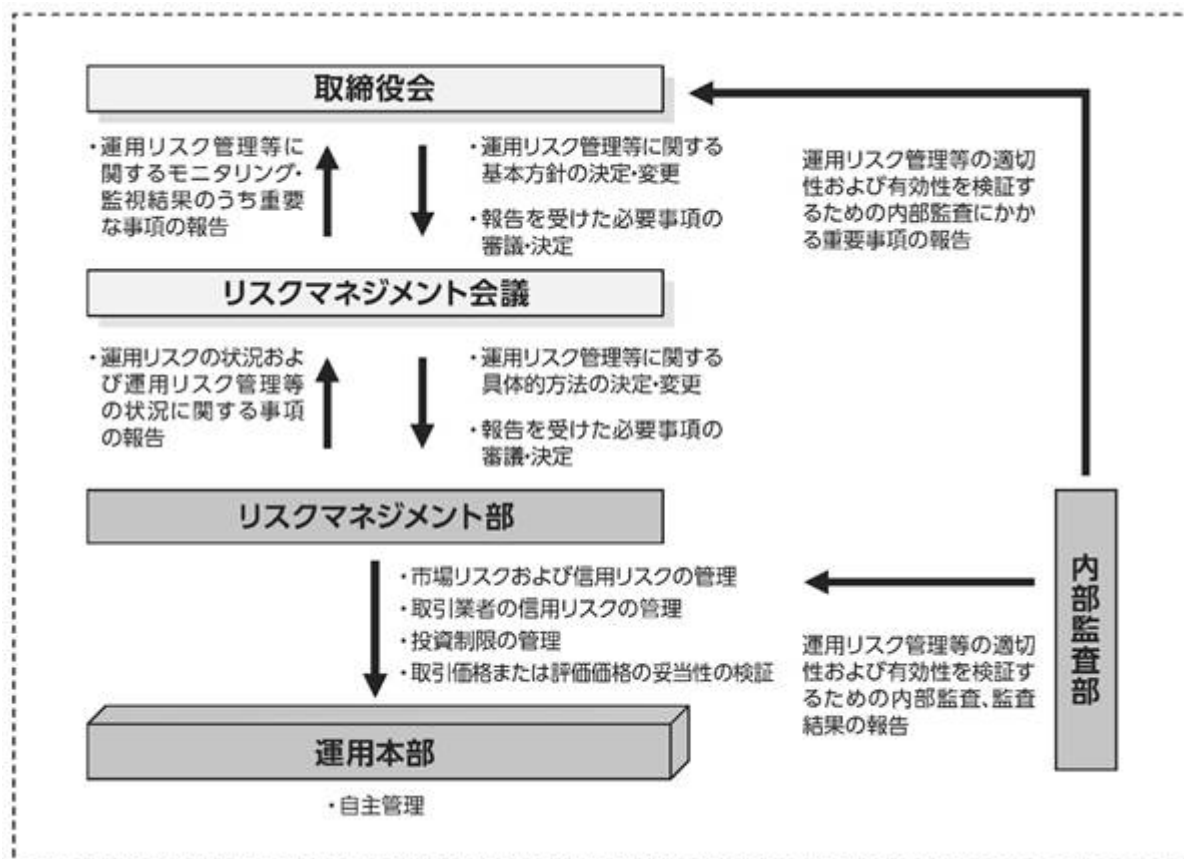 取締役会
・運用リスク管理等に
関するモニタリング・
監視結果のうち重要
な事項の報告
・運用リスク管理等に関する
基本方針の決定・変更
・報告を受けた必要事項の
審議・決定
運用リスク管理等の適切
性および有効性を検証す
るための内部監査にかか
る重要事項の報告
リスクマネジメント会議
・運用リスクの状況およ
び運用リスク管理等
の状況に関する事項
の報告
・運用リスク管理等に関する
具体的方法の決定・変更
・報告を受けた必要事項の
審議・決定
リスクマネジメント部
・市場リスクおよび信用リスクの管理
・取引業者の信用リスクの管理
・投資制限の管理
・取引価格または評価価格の妥当性の検証
運用リスク管理等の適切
性および有効性を検証す
るための内部監査、監査
結果の報告
内部監査部
運用本部
・自主管理